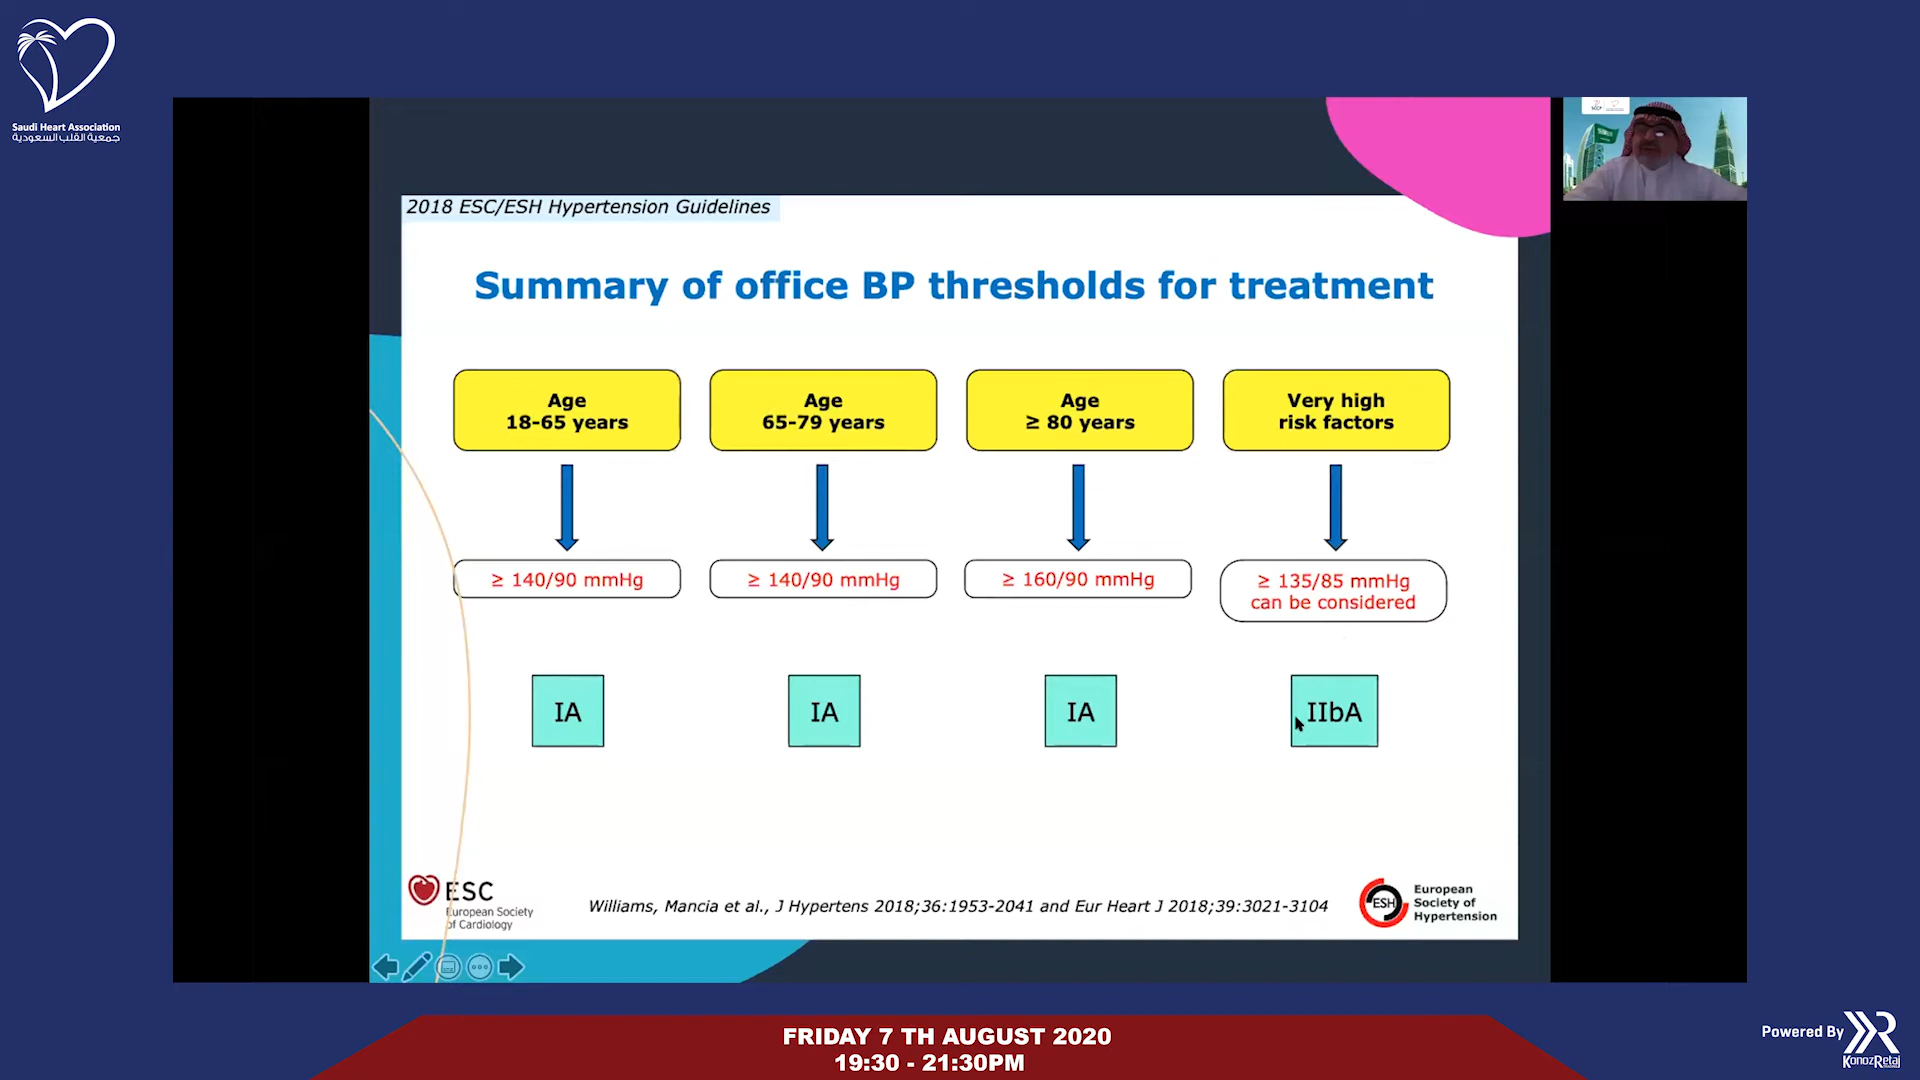 Saudi Heart Association
جمعية القلب السعودية
2018 ESC/ESH Hypertension Guidelines
Summary of office BP thresholds for treatment
Age
18-65 years
Age
65-79 years
Age
≥ 80 years
Very high
risk factors
≥ 140/90 mmHg
≥ 140/90 mmHg
≥ 160/90 mmHg
≥ 135/85 mmHg
can be considered
IA
IA
IA
IIbA
ESC
European Society
of Cardiology
Williams, Mancia et al., J Hypertens 2018;36:1953-2041 and Eur Heart J 2018;39:3021-3104
ESH
European
Society of
Hypertension
FRIDAY 7 TH AUGUST 2020
19:30 - 21:30PM
Powered By
KonozRetaj